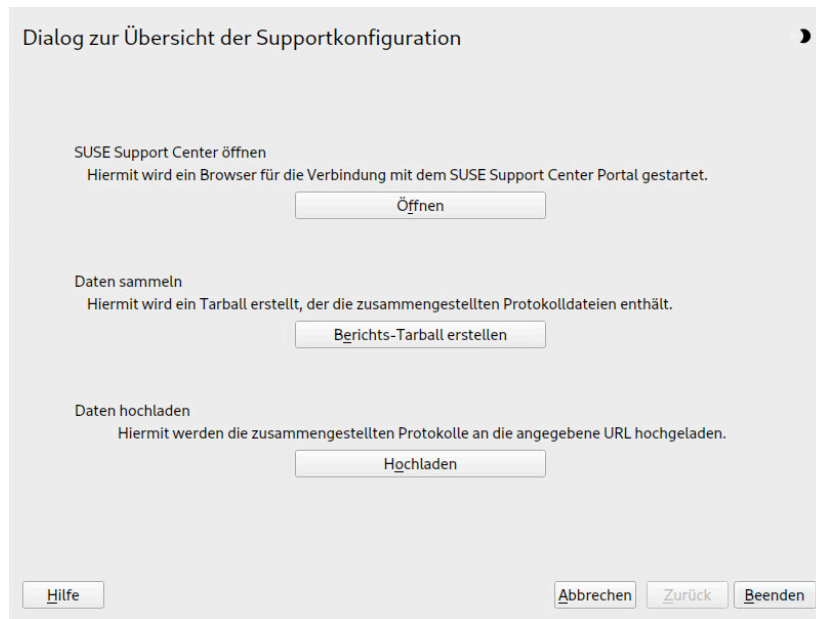 Dialog zur Übersicht der Supportkonfiguration
SUSE Support Center öffnen
Hiermit wird ein Browser für die Verbindung mit dem SUSE Support Center Portal gestartet.
Öffnen
Daten sammeln
Hiermit wird ein Tarball erstellt, der die zusammengestellten Protokolldateien enthält.
Berichts-Tarball erstellen
Daten hochladen
Hiermit werden die zusammengestellten Protokolle an die angegebene URL hochgeladen.
Hochladen
Hilfe Abbrechen Zurück Beenden